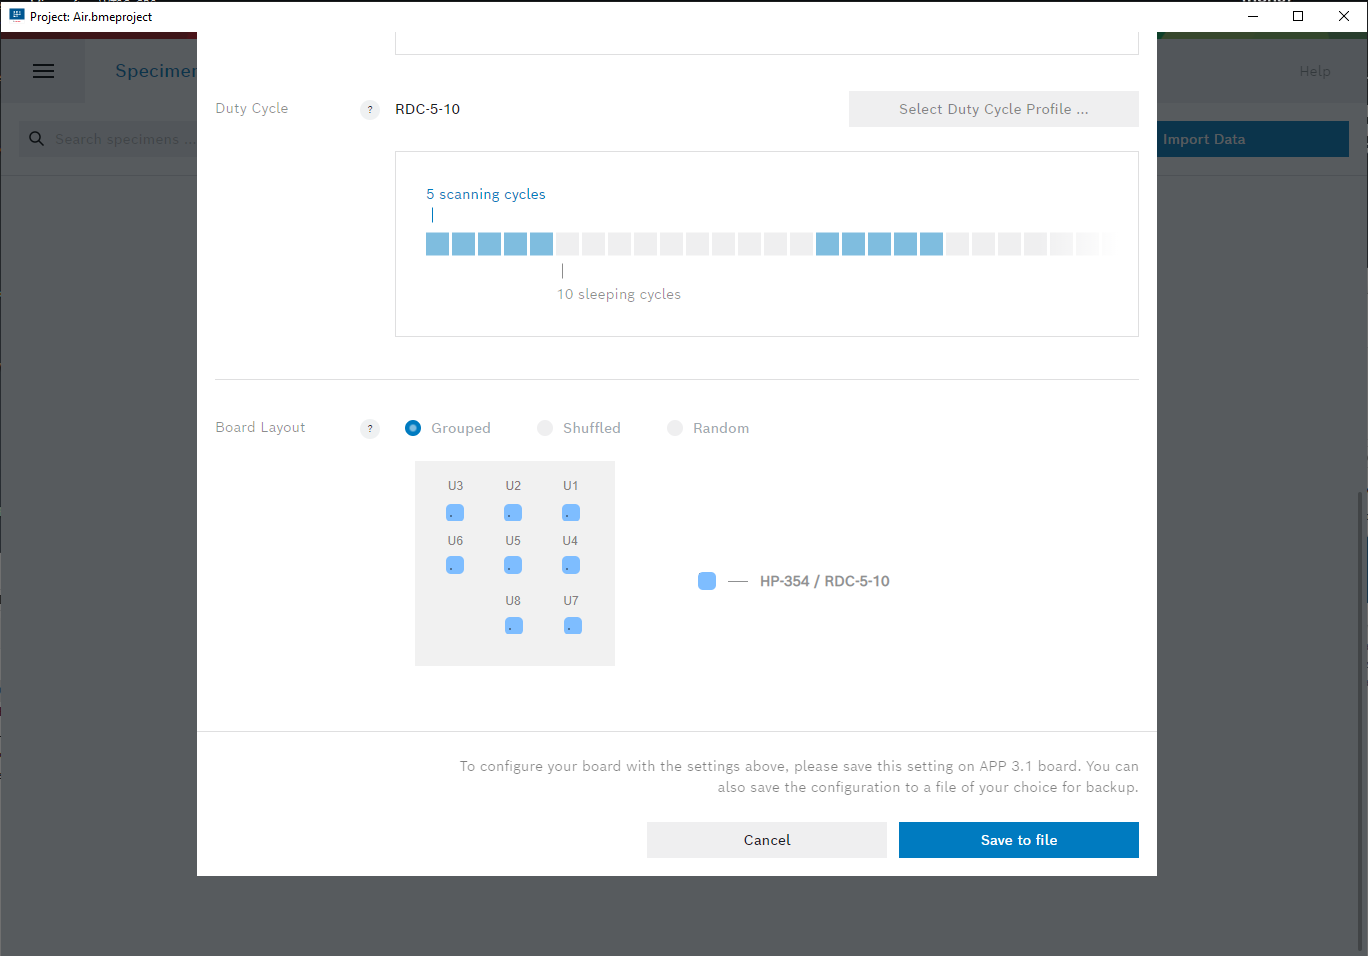 Project: Air.bmeproject
Specimen
Help
Search specimens ...
Import Data
Duty Cycle ? RDC-5-10 Select Duty Cycle Profile ...
5 scanning cycles
10 sleeping cycles
Board Layout ? Grouped Shuffled Random
U3 U2 U1
U6 U5 U4
U8 U7
HP-354 / RDC-5-10
To configure your board with the settings above, please save this setting on APP 3.1 board. You can
also save the configuration to a file of your choice for backup.
Cancel Save to file